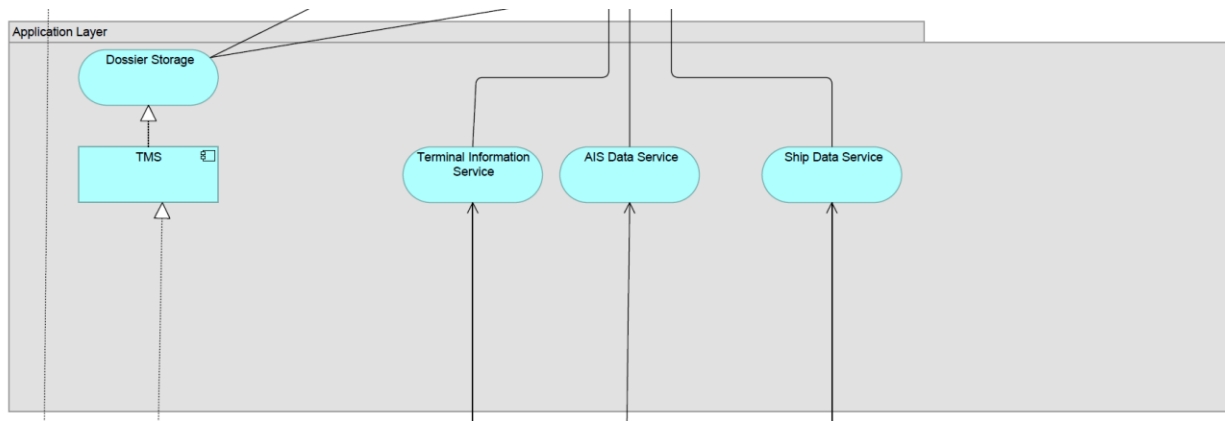 Application Layer
Dossier Storage
TMS
Terminal Information
Service
AIS Data Service
Ship Data Service